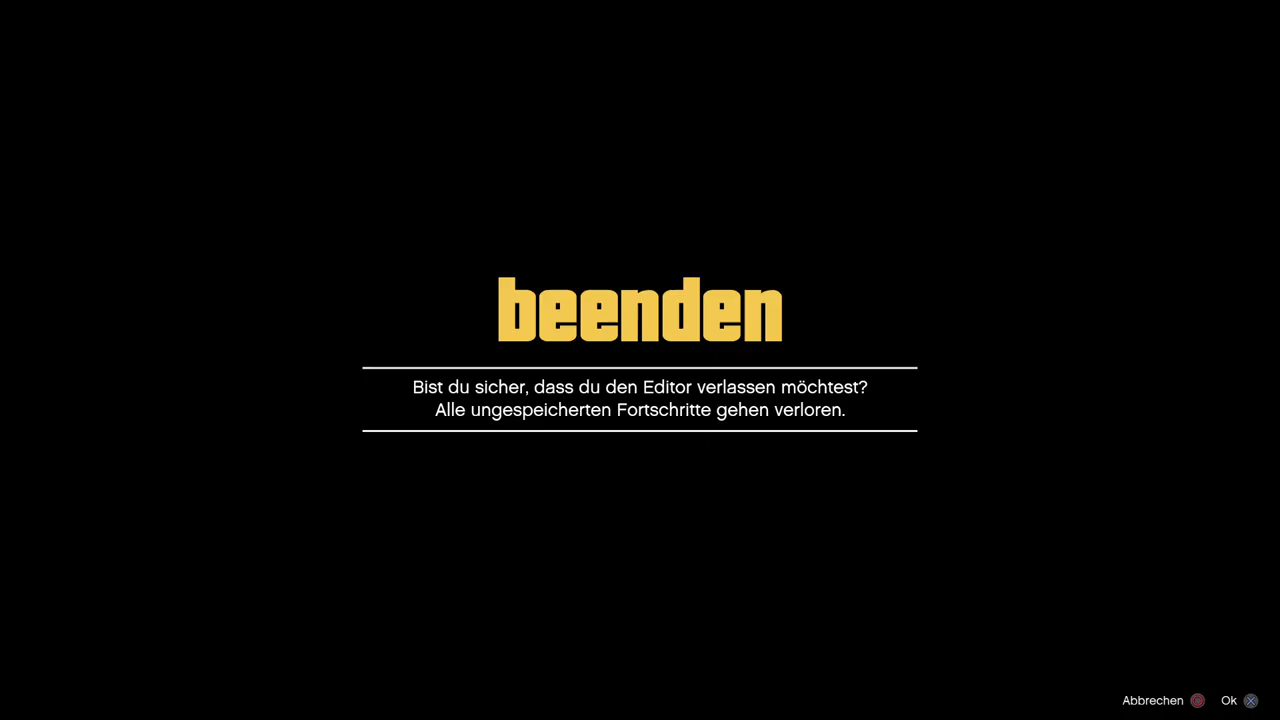 beenden
Bist du sicher, dass du den Editor verlassen möchtest?
Alle ungespeicherten Fortschritte gehen verloren.
Abbrechen Ok